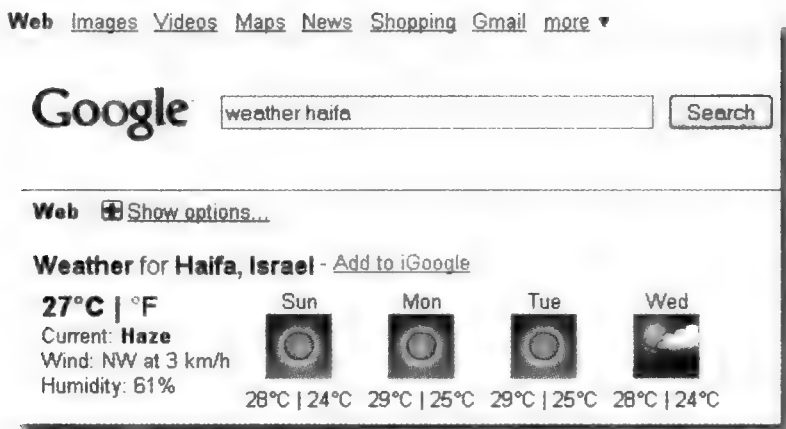 Web Images Videos Maps News Shopping Gmail more ▼
Google weather haifa Search
Web + Show options...
Weather for Haifa, Israel - Add to iGoogle
27°C | °F Sun Mon Tue Wed
Current: Haze
Wind: NW at 3 km/h
Humidity: 61%
28°C | 24°C 29°C | 25°C 29°C | 25°C 28°C | 24°C